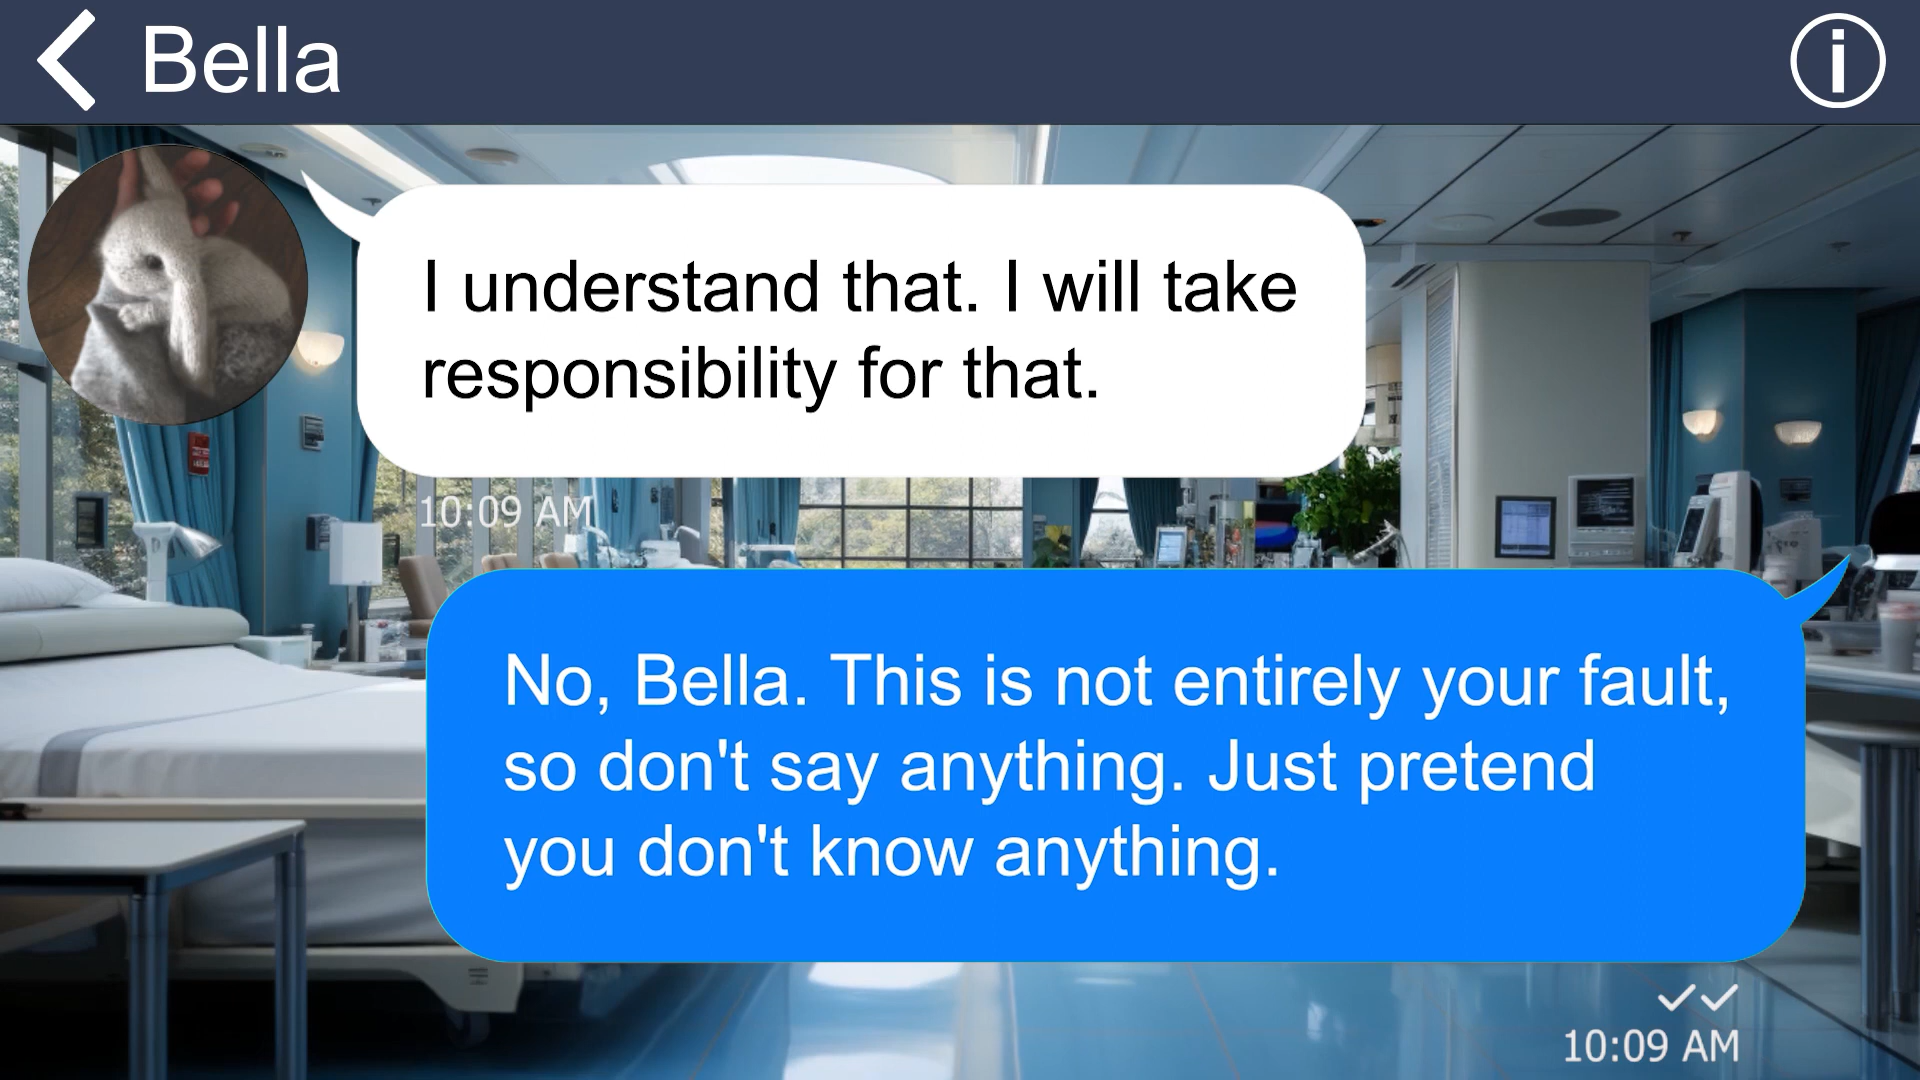 Bella
I understand that. I will take
responsibility for that.
10:09 AM
No, Bella. This is not entirely your fault,
so don't say anything. Just pretend
you don't know anything.
10:09 AM